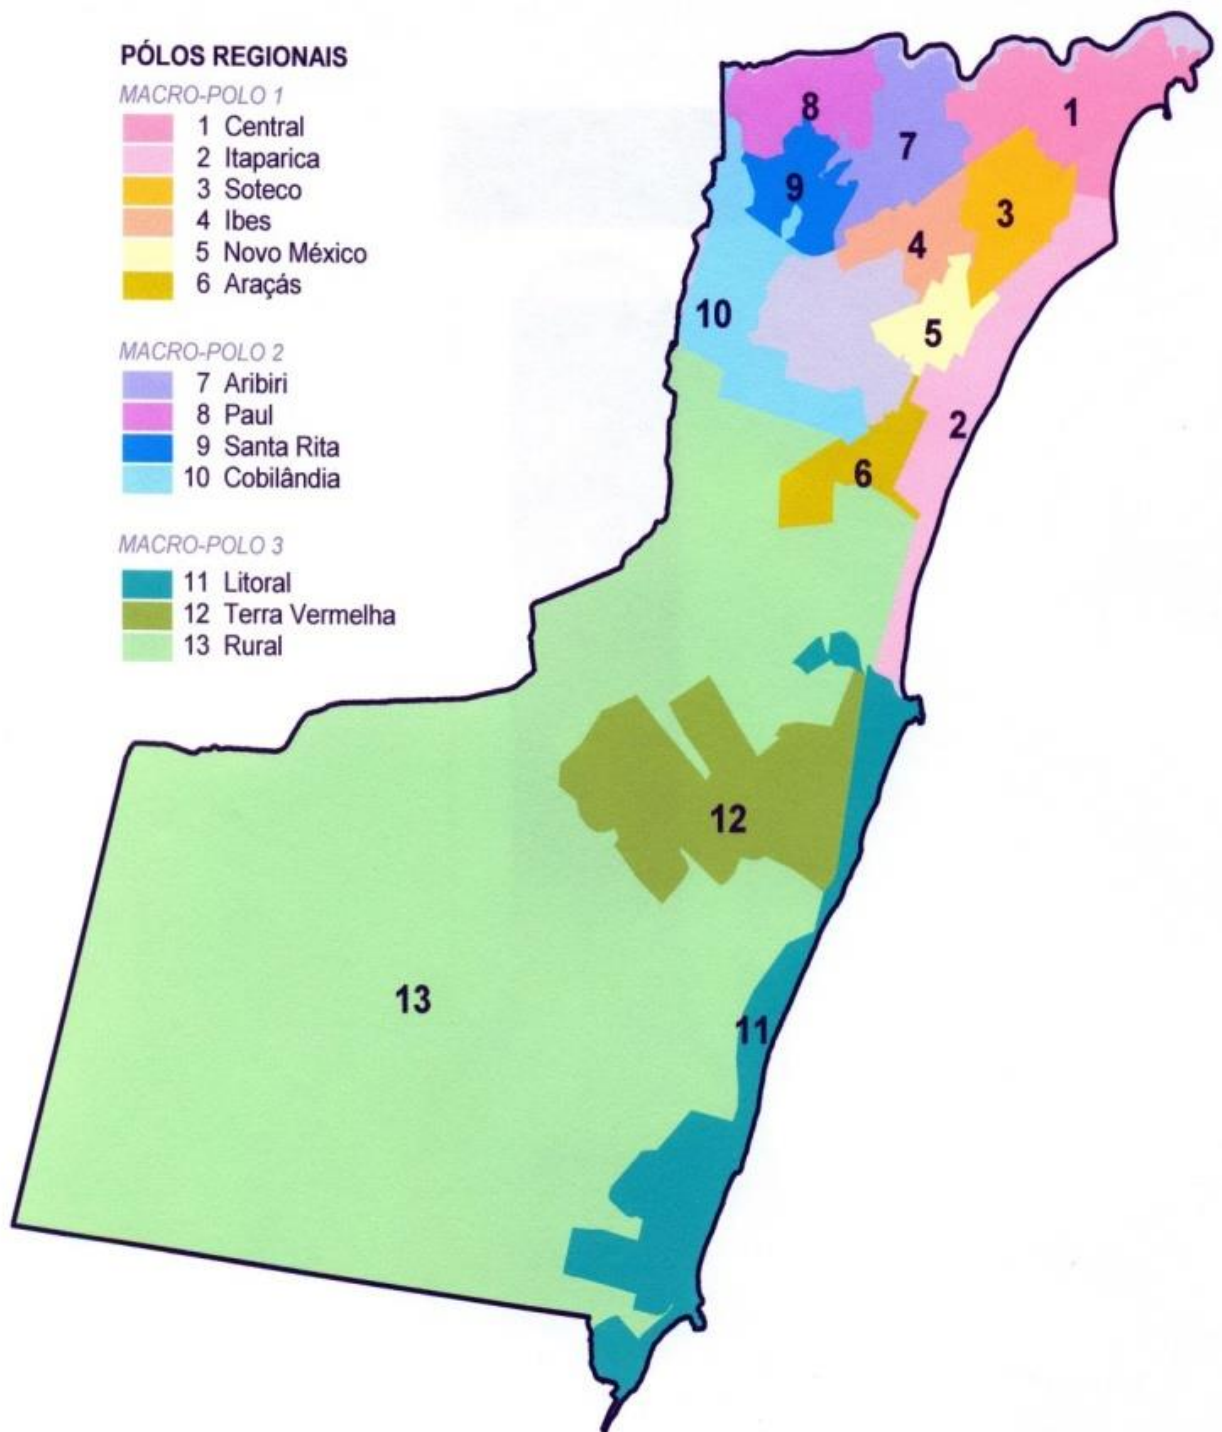 PÓLOS REGIONAIS
MACRO-POLO 1
1 Central
2 Itaparica
3 Soteco
4 Ibes
5 Novo México
6 Araçás
MACRO-POLO 2
7 Aribiri
8 Paul
9 Santa Rita
10 Cobilândia
MACRO-POLO 3
11 Litoral
12 Terra Vermelha
13 Rural
8
1
7
9
3
4
10
5
2
6
12
13
11